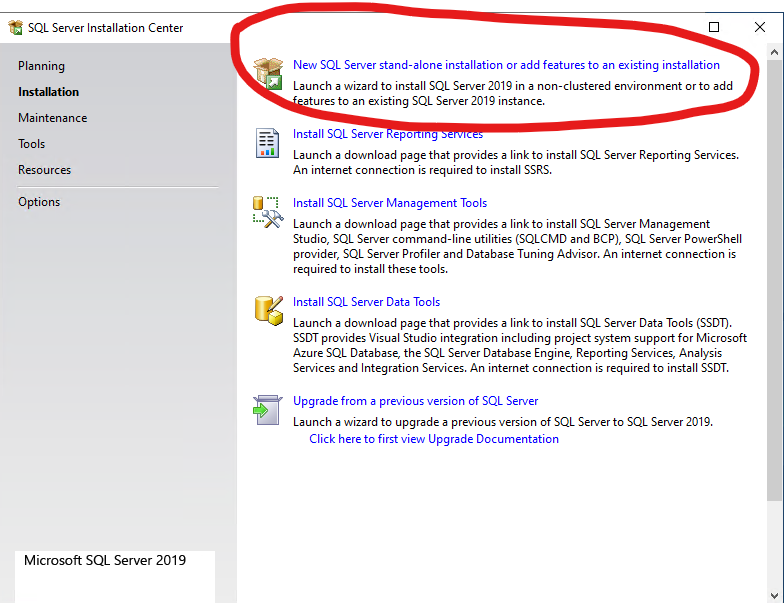 SQL Server Installation Center
Planning
Installation
Maintenance
Tools
Resources
Options
New SQL Server stand-alone installation or add features to an existing installation
Launch a wizard to install SQL Server 2019 in a non-clustered environment or to add
features to an existing SQL Server 2019 instance.
Install SQL Server Reporting Services
Launch a download page that provides a link to install SQL Server Reporting Services.
An internet connection is required to install SSRS.
Install SQL Server Management Tools
Launch a download page that provides a link to install SQL Server Management
Studio, SQL Server command-line utilities (SQLCMD and BCP), SQL Server PowerShell
provider, SQL Server Profiler and Database Tuning Advisor. An internet connection is
required to install these tools.
Install SQL Server Data Tools
Launch a download page that provides a link to install SQL Server Data Tools (SSDT).
SSDT provides Visual Studio integration including project system support for Microsoft
Azure SQL Database, the SQL Server Database Engine, Reporting Services, Analysis
Services and Integration Services. An internet connection is required to install SSDT.
Upgrade from a previous version of SQL Server
Launch a wizard to upgrade a previous version of SQL Server to SQL Server 2019.
Click here to first view Upgrade Documentation
Microsoft SQL Server 2019